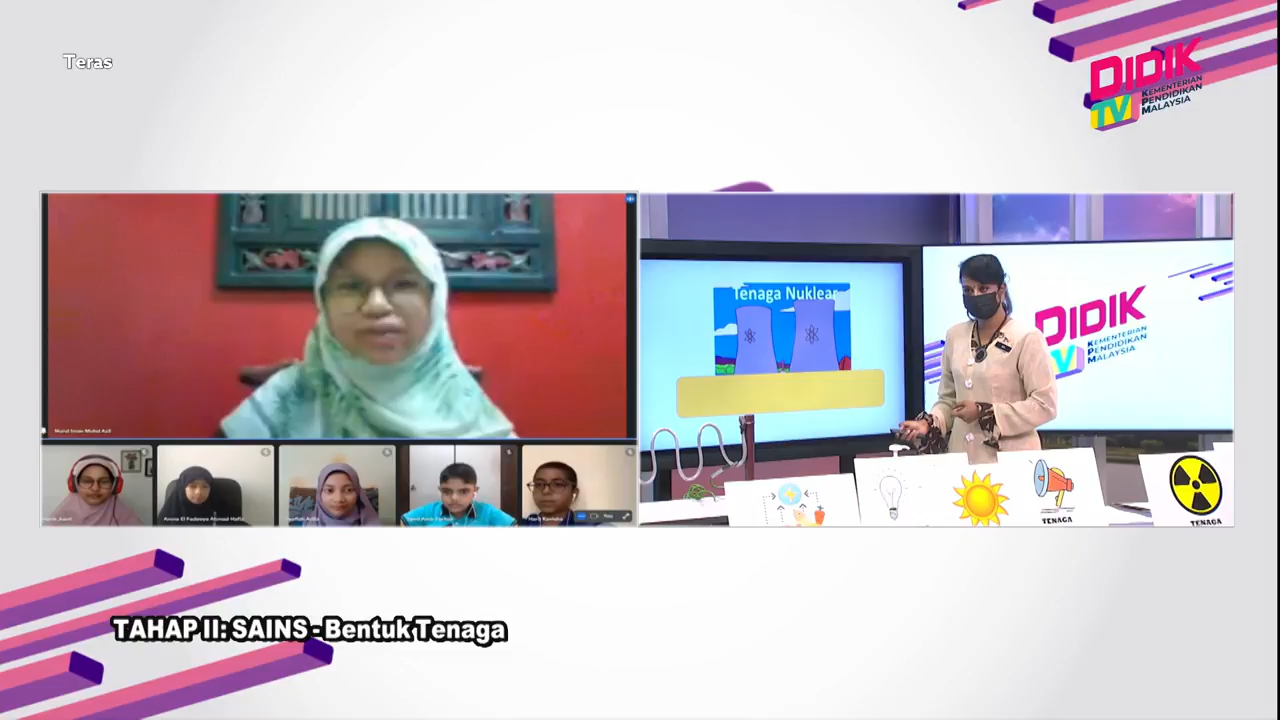 Teras
DIDIK
TV
KEMENTERIAN
PENDIDIKAN
MALAYSIA
Tenaga Nuklear
DIDIK
KEMENTERIAN
PENDIDIKAN
MALAYSIA
TENAGA
TENAGA
TAHAP II: SAINS - Bentuk Tenaga